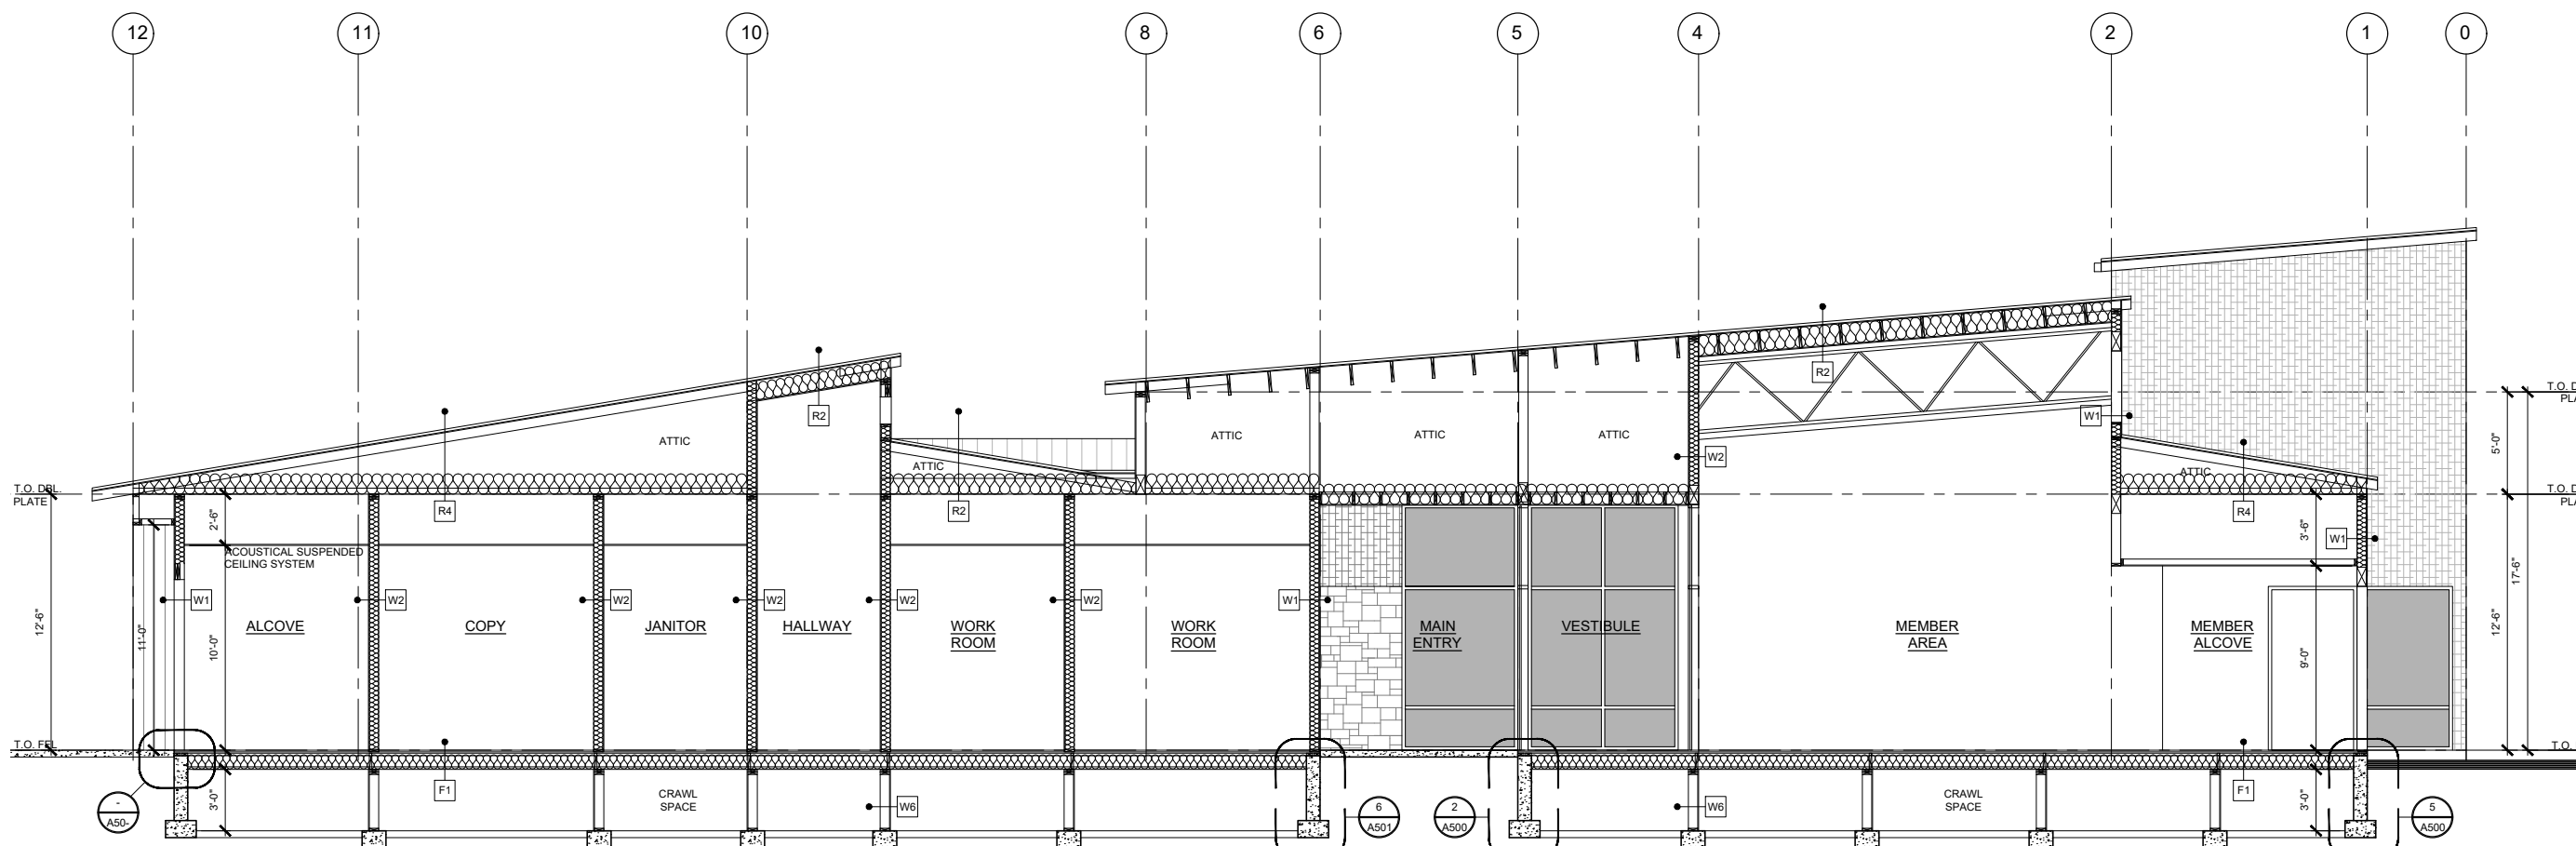 12 11 10 8 6 5 4 2 1 0
R2
R2
T.O. D
PLA
W1
5'-0"
ATTIC
ATTIC
ATTIC
ATTIC
ATTIC
W2
ATTIC
T.O. DBL.
PLATE
T.O. D
PLA
2'-6"
R4
R2
R4
3'-6"
W1
17'-6"
ACOUSTICAL SUSPENDED
CEILING SYSTEM
12'-6"
11'-0"
10'-0"
W1
W2
W2
W2
W2
W1
ALCOVE
COPY
JANITOR
HALLWAY
WORK
ROOM
WORK
ROOM
MAIN
ENTRY
VESTIBULE
MEMBER
AREA
MEMBER
ALCOVE
9'-0"
12'-6"
T.O. FFL
T.O.
F1
F1
3'-0"
CRAWL
SPACE
W6
W6
CRAWL
SPACE
3'-0"
-
A50-
6
A501
2
A500
5
A500